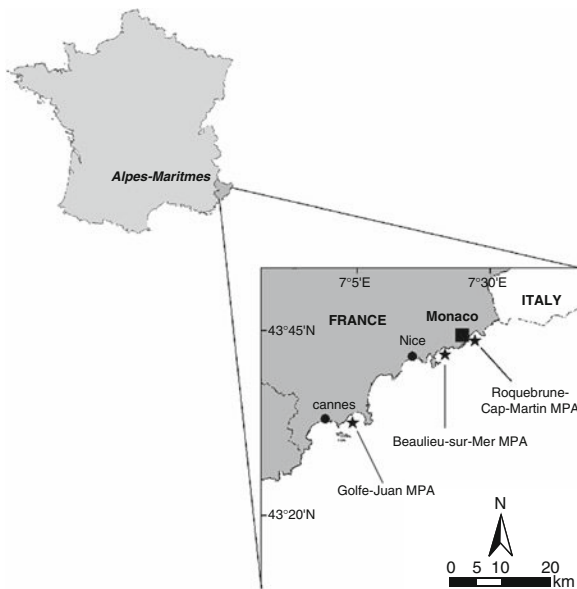 Alpes-Maritmes
7°5'E
7°30'E
ITALY
FRANCE
Monaco
43°45'N
Nice
Roquebrune-
Cap-Martin MPA
cannes
Beaulieu-sur-Mer MPA
Golfe-Juan MPA
43°20'N
N
0 5 10 20
km